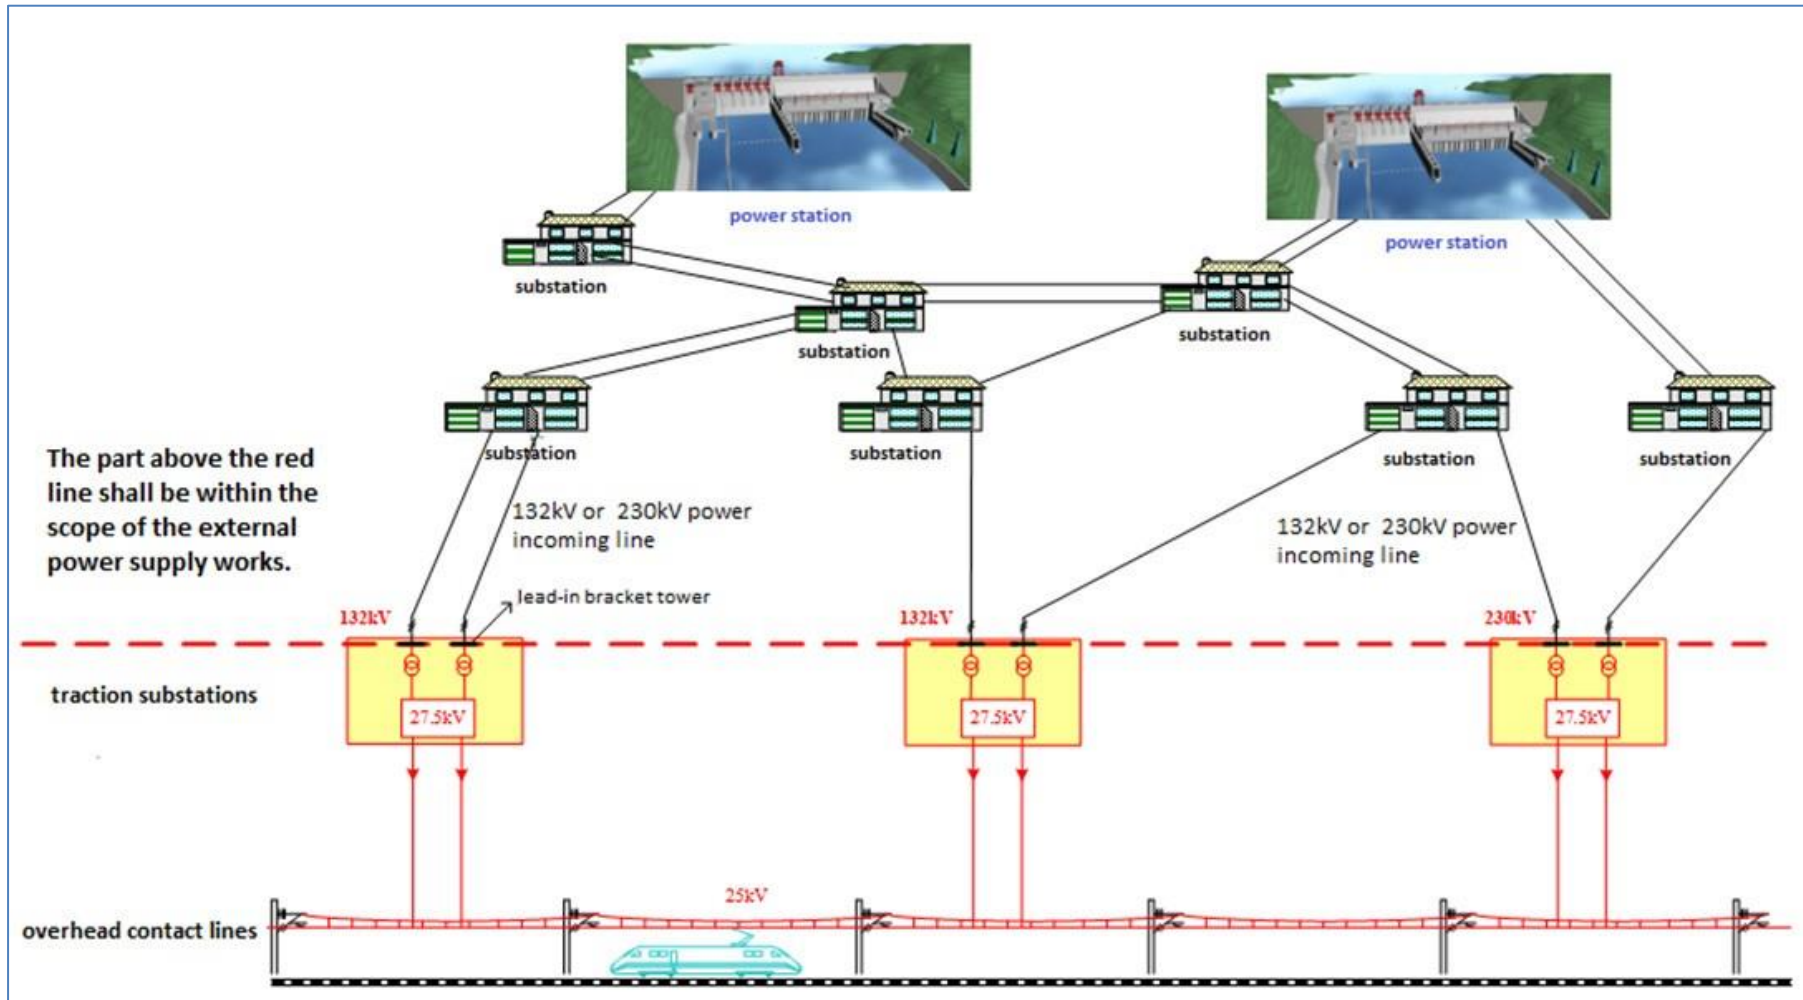 power station
power station
substation
substation
substation
substation
substation
substation
substation
The part above the red
line shall be within the
scope of the external
power supply works.
132kV or 230kV power
incoming line
132kV or 230kV power
incoming line
lead-in bracket tower
132kV
132kV
230kV
traction substations
27.5kV
27.5kV
27.5kV
25kV
overhead contact lines